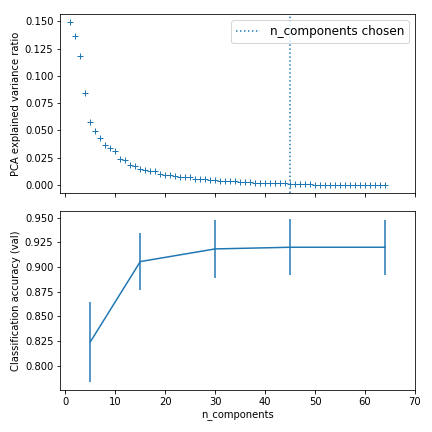 0.150
0.125
0.100
0.075
0.050
0.025
0.000
PCA explained variance ratio
n_components chosen
0.950
0.925
0.900
0.875
0.850
0.825
0.800
Classification accuracy (val)
0 10 20 30 40 50 60 70
n_components